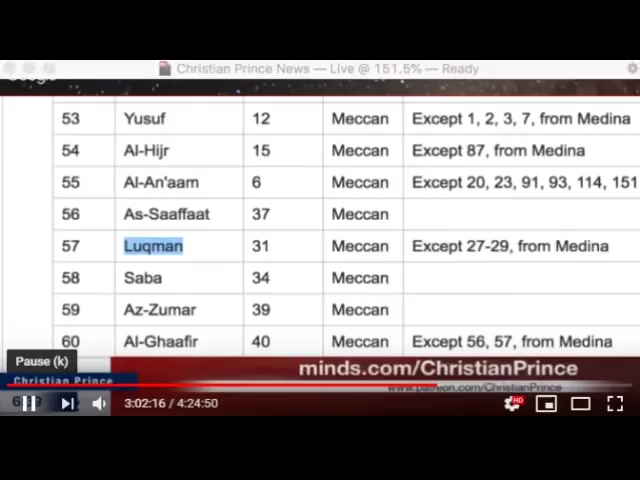 Christian Prince News — Live @ 151.5% — Ready
53 Yusuf 12 Meccan Except 1, 2, 3, 7, from Medina
54 Al-Hijr 15 Meccan Except 87, from Medina
55 Al-An'aam 6 Meccan Except 20, 23, 91, 93, 114, 151
56 As-Saaffaat 37 Meccan
57 Luqman 31 Meccan Except 27-29, from Medina
58 Saba 34 Meccan
59 Az-Zumar 39 Meccan
60 Al-Ghaafir 40 Meccan Except 56, 57, from Medina
Pause (k)
minds.com/ChristianPrince
Christian Prince
www.patreon.com/ChristianPrince
3:02:16 / 4:24:50
HD